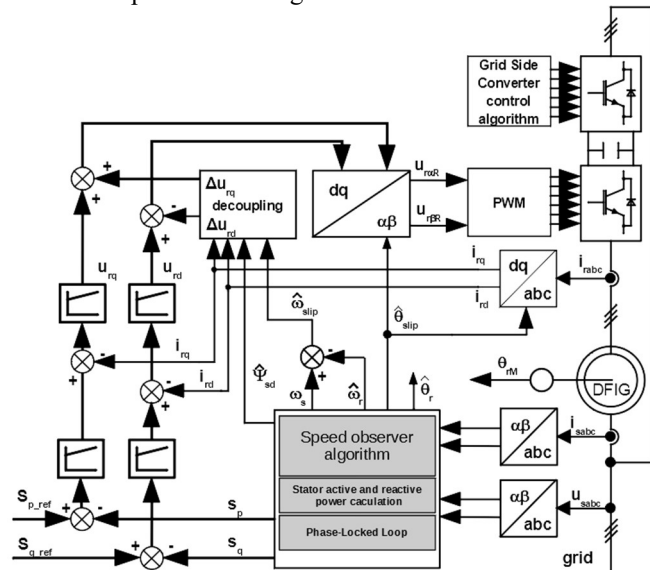 Grid Side
Converter
control
algorithm
Δu_rq
decoupling
Δu_rd
dq
αβ
u_rαR
u_rβR
PWM
u_rq
u_rd
i_rq
i_rd
dq
abc
i_rabc
ω̂_slip
θ̂_slip
i_rq
i_rd
Ψ̂_sd
ω_s
ω̂_r
θ̂_r
θ_rM
DFIG
Speed observer
algorithm
αβ
abc
i_sabc
Stator active and reactive
power caculation
Phase-Locked Loop
αβ
abc
u_sabc
S_p_ref
S_p
S_q_ref
S_q
grid